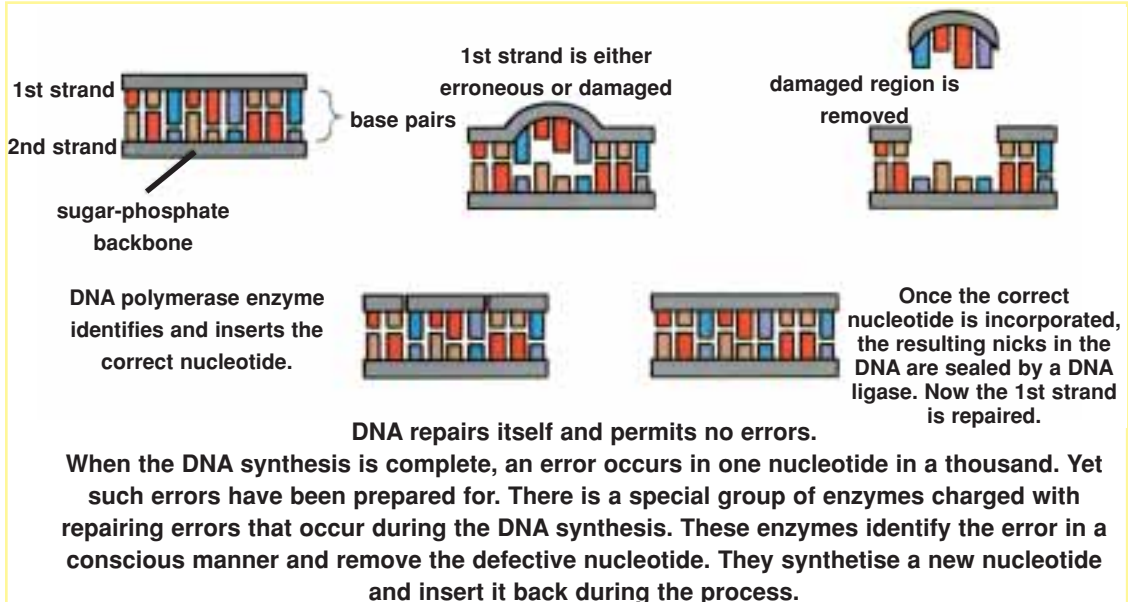 1st strand
2nd strand
base pairs
sugar-phosphate
backbone
1st strand is either
erroneous or damaged
damaged region is
removed
DNA polymerase enzyme
identifies and inserts the
correct nucleotide.
Once the correct
nucleotide is incorporated,
the resulting nicks in the
DNA are sealed by a DNA
ligase. Now the 1st strand
is repaired.
DNA repairs itself and permits no errors.
When the DNA synthesis is complete, an error occurs in one nucleotide in a thousand. Yet
such errors have been prepared for. There is a special group of enzymes charged with
repairing errors that occur during the DNA synthesis. These enzymes identify the error in a
conscious manner and remove the defective nucleotide. They synthetise a new nucleotide
and insert it back during the process.